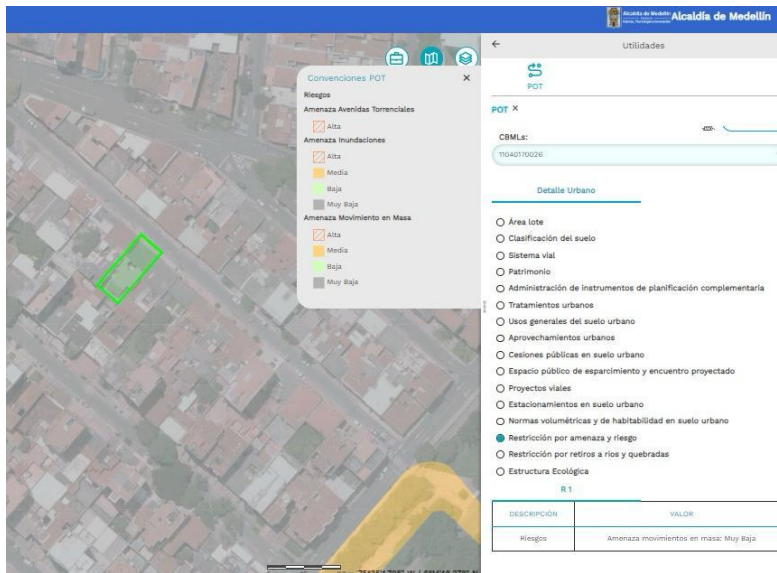 Alcaldía de Medellín
Alcaldía de Medellín
Utilidades
POT
POT ×
CBMLs:
11040170026
Detalle Urbano
Área lote
Clasificación del suelo
Sistema vial
Patrimonio
Administración de instrumentos de planificación complementaria
Tratamientos urbanos
Usos generales del suelo urbano
Aprovechamientos urbanos
Cesiones públicas en suelo urbano
Espacio público de esparcimiento y encuentro proyectado
Proyectos viales
Estacionamientos en suelo urbano
Normas volumétricas y de habitabilidad en suelo urbano
Restricción por amenaza y riesgo
Restricción por retiros a rios y quebradas
Estructura Ecológica
R 1
DESCRIPCIÓN VALOR
Riesgos Amenaza movimientos en masa: Muy Baja
Convenciones POT ×
Riesgos
Amenaza Avenidas Torrenciales
Alta
Amenaza Inundaciones
Alta
Media
Baja
Muy Baja
Amenaza Movimiento en Masa
Alta
Media
Baja
Muy Baja